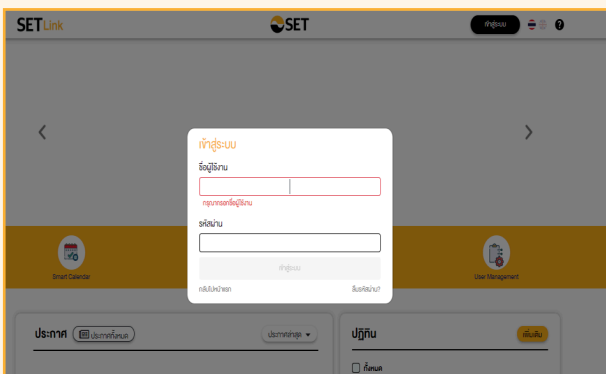 SETLink
SET
เข้าสู่ระบบ
?
เข้าสู่ระบบ
ชื่อผู้ใช้งาน
กรุณากรอกชื่อผู้ใช้งาน
รหัสผ่าน
เข้าสู่ระบบ
กลับไปหน้าแรก
ลืมรหัสผ่าน?
Smart Calendar
User Management
ประกาศ
ประกาศทั้งหมด
ประกาศล่าสุด
ปฏิทิน
เพิ่มเติม
ทั้งหมด